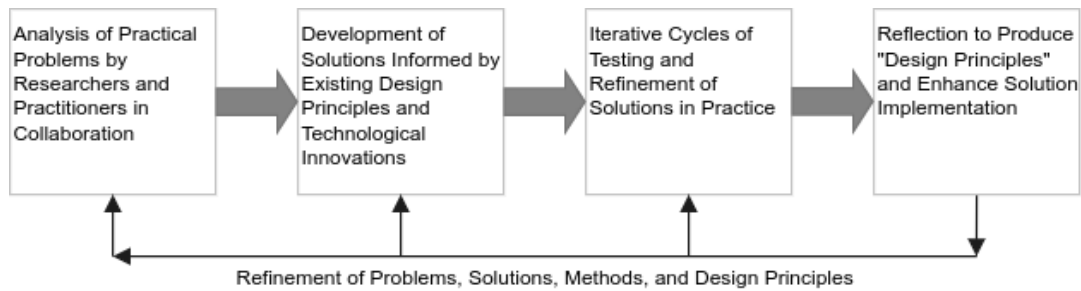 Analysis of Practical
Problems by
Researchers and
Practitioners in
Collaboration
Development of
Solutions Informed by
Existing Design
Principles and
Technological
Innovations
Iterative Cycles of
Testing and
Refinement of
Solutions in Practice
Reflection to Produce
"Design Principles"
and Enhance Solution
Implementation
Refinement of Problems, Solutions, Methods, and Design Principles